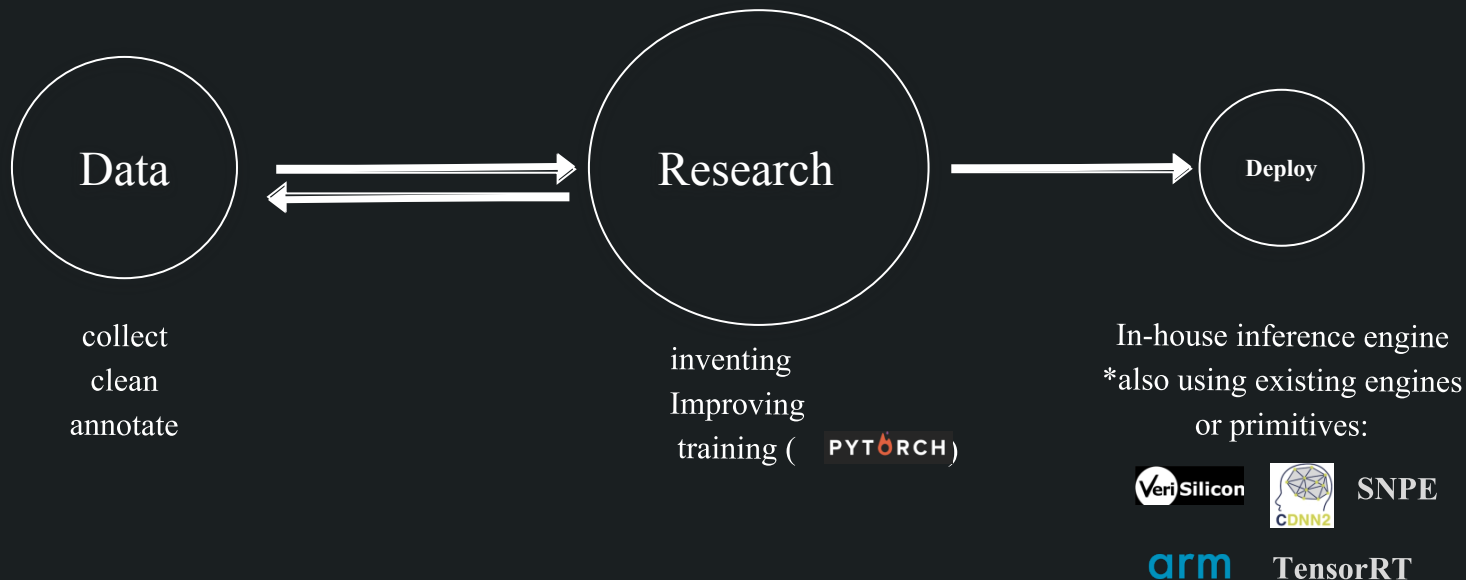 Data
Research
Deploy
collect
clean
annotate
inventing
Improving
training ( PYTORCH )
In-house inference engine
*also using existing engines
or primitives:
VeriSilicon
CDNN2
SNPE
arm
TensorRT